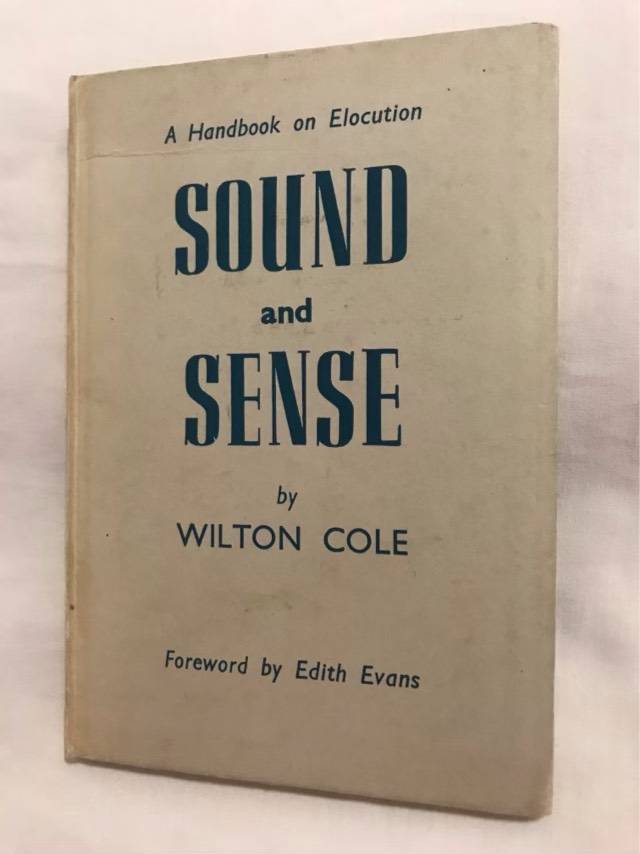 A Handbook on Elocution
SOUND
and
SENSE
by
WILTON COLE
Foreword by Edith Evans